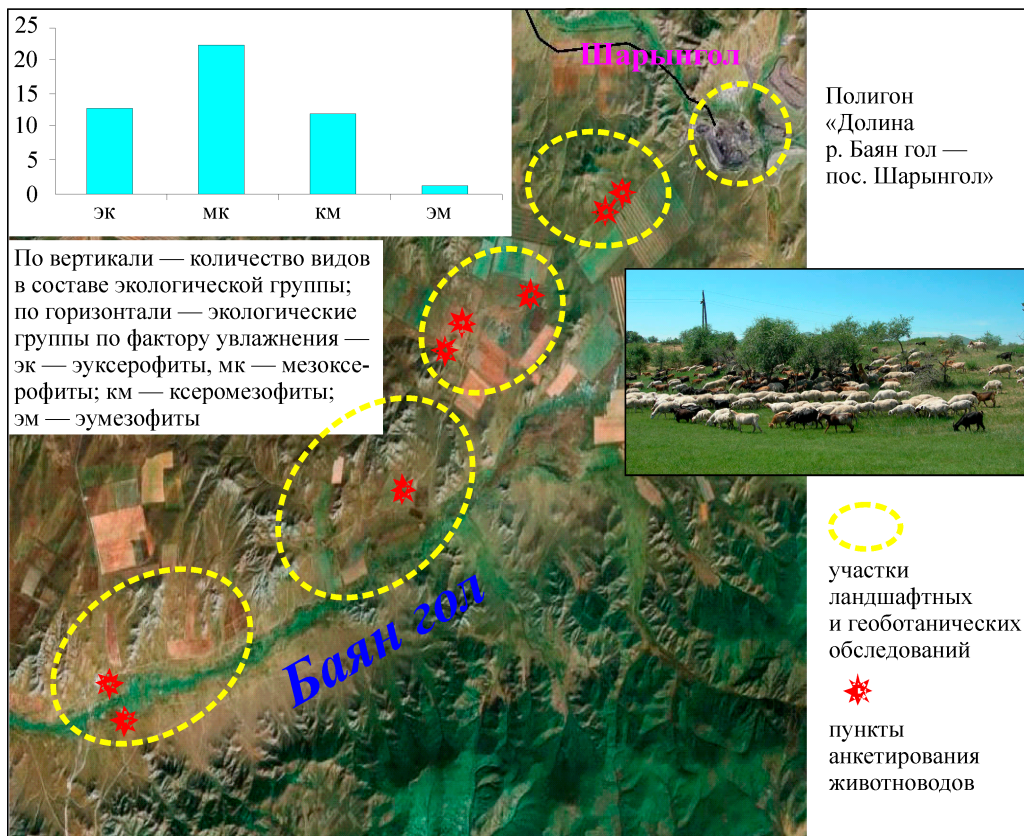 25
20
15
10
5
0
эк мк км эм
По вертикали — количество видов
в составе экологической группы;
по горизонтали — экологические
группы по фактору увлажнения —
эк — эуксерофиты, мк — мезоксе-
рофиты; км — ксеромезофиты;
эм — эумезофиты
Шарынгол
Полигон
«Долина
р. Баян гол —
пос. Шарынгол»
Баян гол
участки
ландшафтных
и геоботанических
обследований
пункты
анкетирования
животноводов